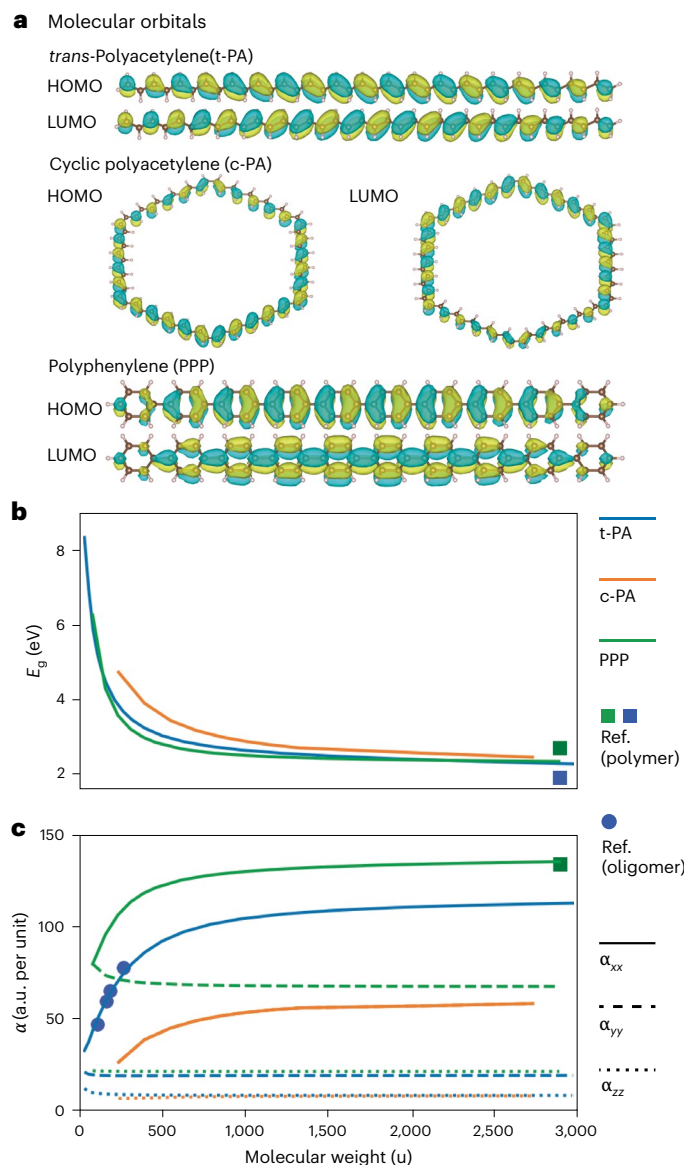 a Molecular orbitals
trans-Polyacetylene(t-PA)
HOMO
LUMO
Cyclic polyacetylene (c-PA)
HOMO
LUMO
Polyphenylene (PPP)
HOMO
LUMO
b
8
6
4
2
Eg (eV)
t-PA
c-PA
PPP
Ref.
(polymer)
c
150
100
50
0
α (a.u. per unit)
Ref.
(oligomer)
αxx
αyy
αzz
0 500 1,000 1,500 2,000 2,500 3,000
Molecular weight (u)